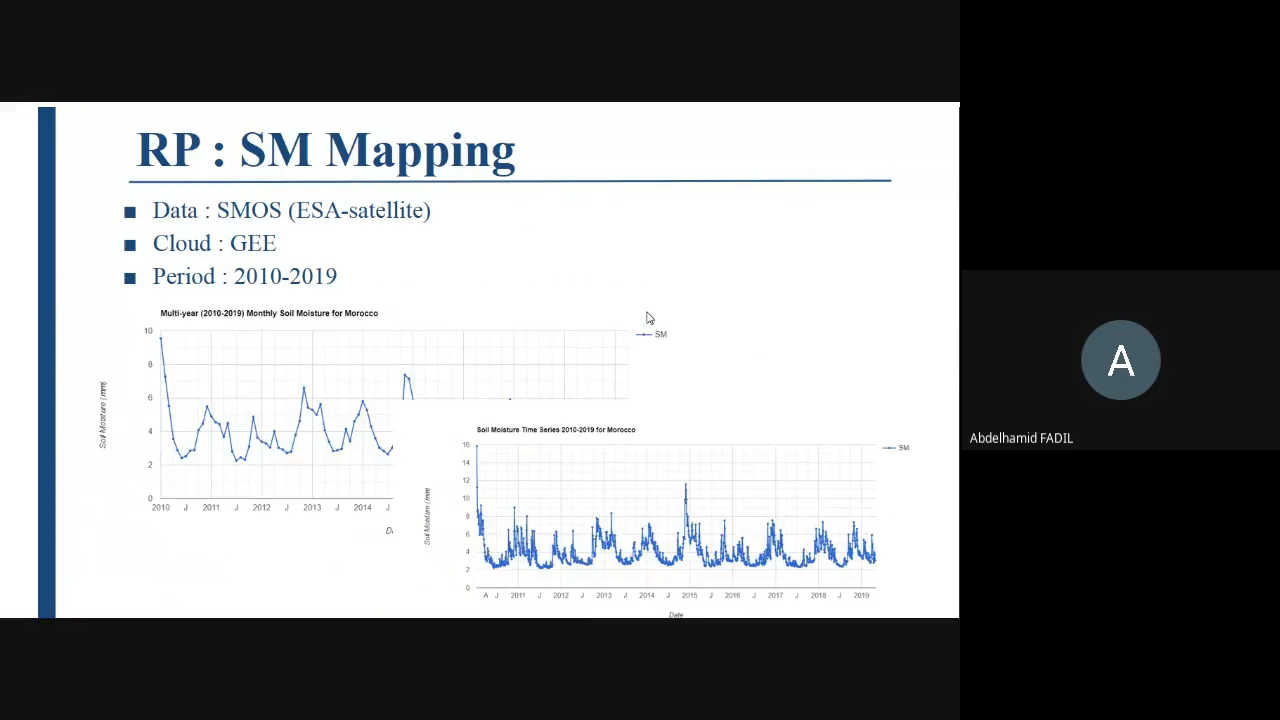 RP : SM Mapping
Data : SMOS (ESA-satellite)
Cloud : GEE
Period : 2010-2019
Multi-year (2010-2019) Monthly Soil Moisture for Morocco
SM
10
8
6
4
2
0
Soil Moisture (mm)
2010 J 2011 J 2012 J 2013 J 2014 J
Soil Moisture Time Series 2010-2019 for Morocco
SM
16
14
12
10
8
6
4
2
0
Soil Moisture (mm)
A J 2011 J 2012 J 2013 J 2014 J 2015 J 2016 J 2017 J 2018 J 2019
Date
A
Abdelhamid FADIL